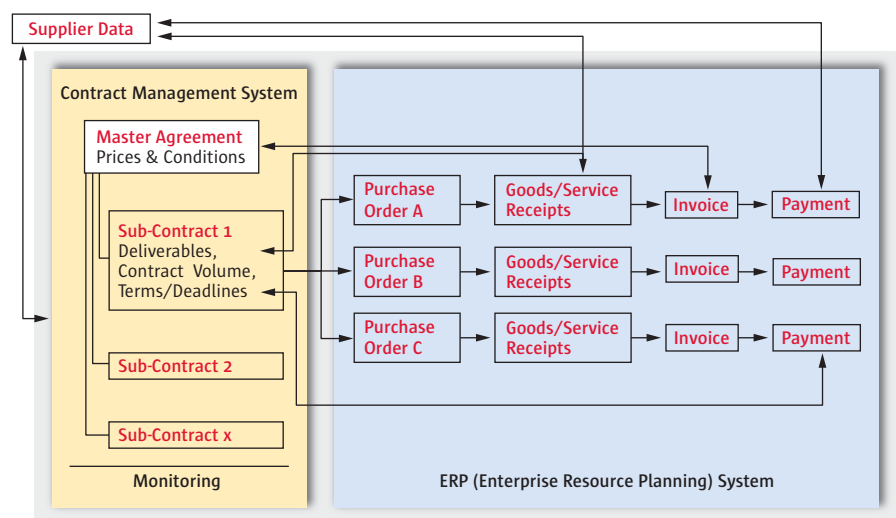 Supplier Data
Contract Management System
Master Agreement
Prices & Conditions
Sub-Contract 1
Deliverables,
Contract Volume,
Terms/Deadlines
Sub-Contract 2
Sub-Contract x
Monitoring
Purchase
Order A
Goods/Service
Receipts
Invoice
Payment
Purchase
Order B
Goods/Service
Receipts
Invoice
Payment
Purchase
Order C
Goods/Service
Receipts
Invoice
Payment
ERP (Enterprise Resource Planning) System